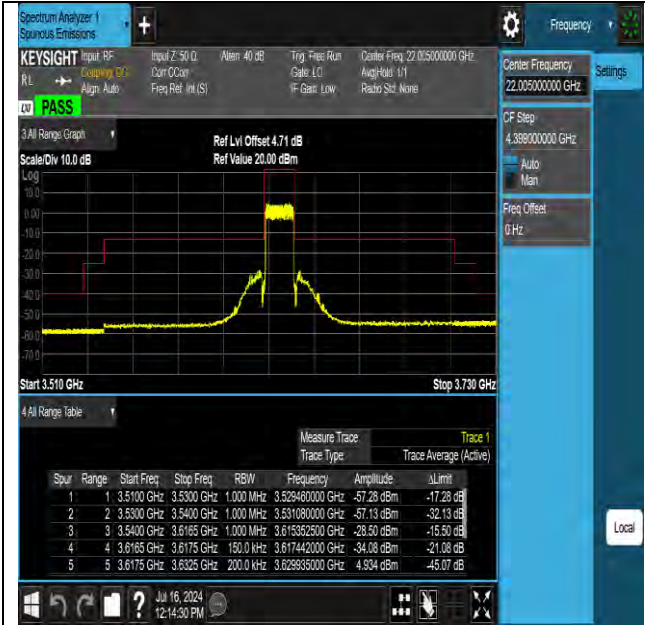 Spectrum Analyzer 1
Spurious Emissions
Frequency
KEYSIGHT Input: RF Input Z: 50 Ω Atten: 40 dB Trig: Free Run Center Freq: 22.005000000 GHz
RL Coupling: DC Corr CCorr Gate: LO Avg|Hold: 1/1
Align: Auto Freq Ref: Int (S) IF Gain: Low Radio Std: None
LXI PASS
Center Frequency
22.005000000 GHz
Settings
CF Step
4.399000000 GHz
Auto
Man
Freq Offset
0 Hz
3 All Range Graph
Ref Lvl Offset 4.71 dB
Scale/Div 10.0 dB Ref Value 20.00 dBm
Log
10.0
0.00
-10.0
-20.0
-30.0
-40.0
-50.0
-60.0
-70.0
Start 3.510 GHz Stop 3.730 GHz
4 All Range Table
Measure Trace Trace 1
Trace Type Trace Average (Active)
Spur Range Start Freq Stop Freq RBW Frequency Amplitude ΔLimit
1 1 3.5100 GHz 3.5300 GHz 1.000 MHz 3.529460000 GHz -57.28 dBm -17.28 dB
2 2 3.5300 GHz 3.5400 GHz 1.000 MHz 3.531080000 GHz -57.13 dBm -32.13 dB
3 3 3.5400 GHz 3.6165 GHz 1.000 MHz 3.615352500 GHz -28.50 dBm -15.50 dB
4 4 3.6165 GHz 3.6175 GHz 150.0 kHz 3.617442000 GHz -34.08 dBm -21.08 dB
5 5 3.6175 GHz 3.6325 GHz 200.0 kHz 3.629935000 GHz 4.934 dBm -45.07 dB
Local
? Jul 16, 2024
12:14:30 PM